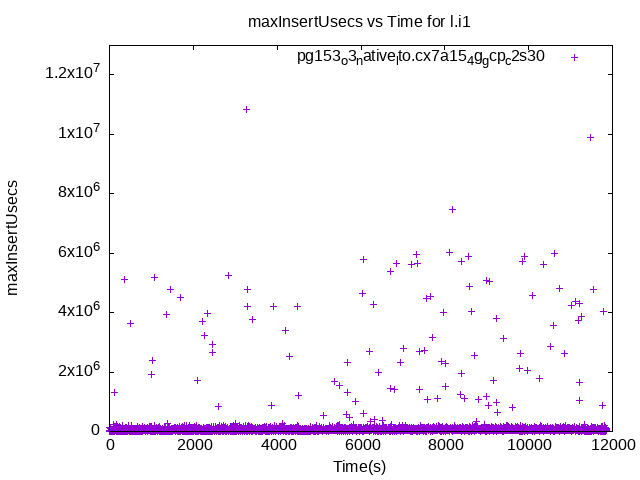 maxInsertUsecs vs Time for l.i1
pg153_o3_native_lto.cx7a15_4g_gcp_c2s30
1.2x10^7
1x10^7
8x10^6
6x10^6
4x10^6
2x10^6
0
maxInsertUsecs
0 2000 4000 6000 8000 10000 12000
Time(s)